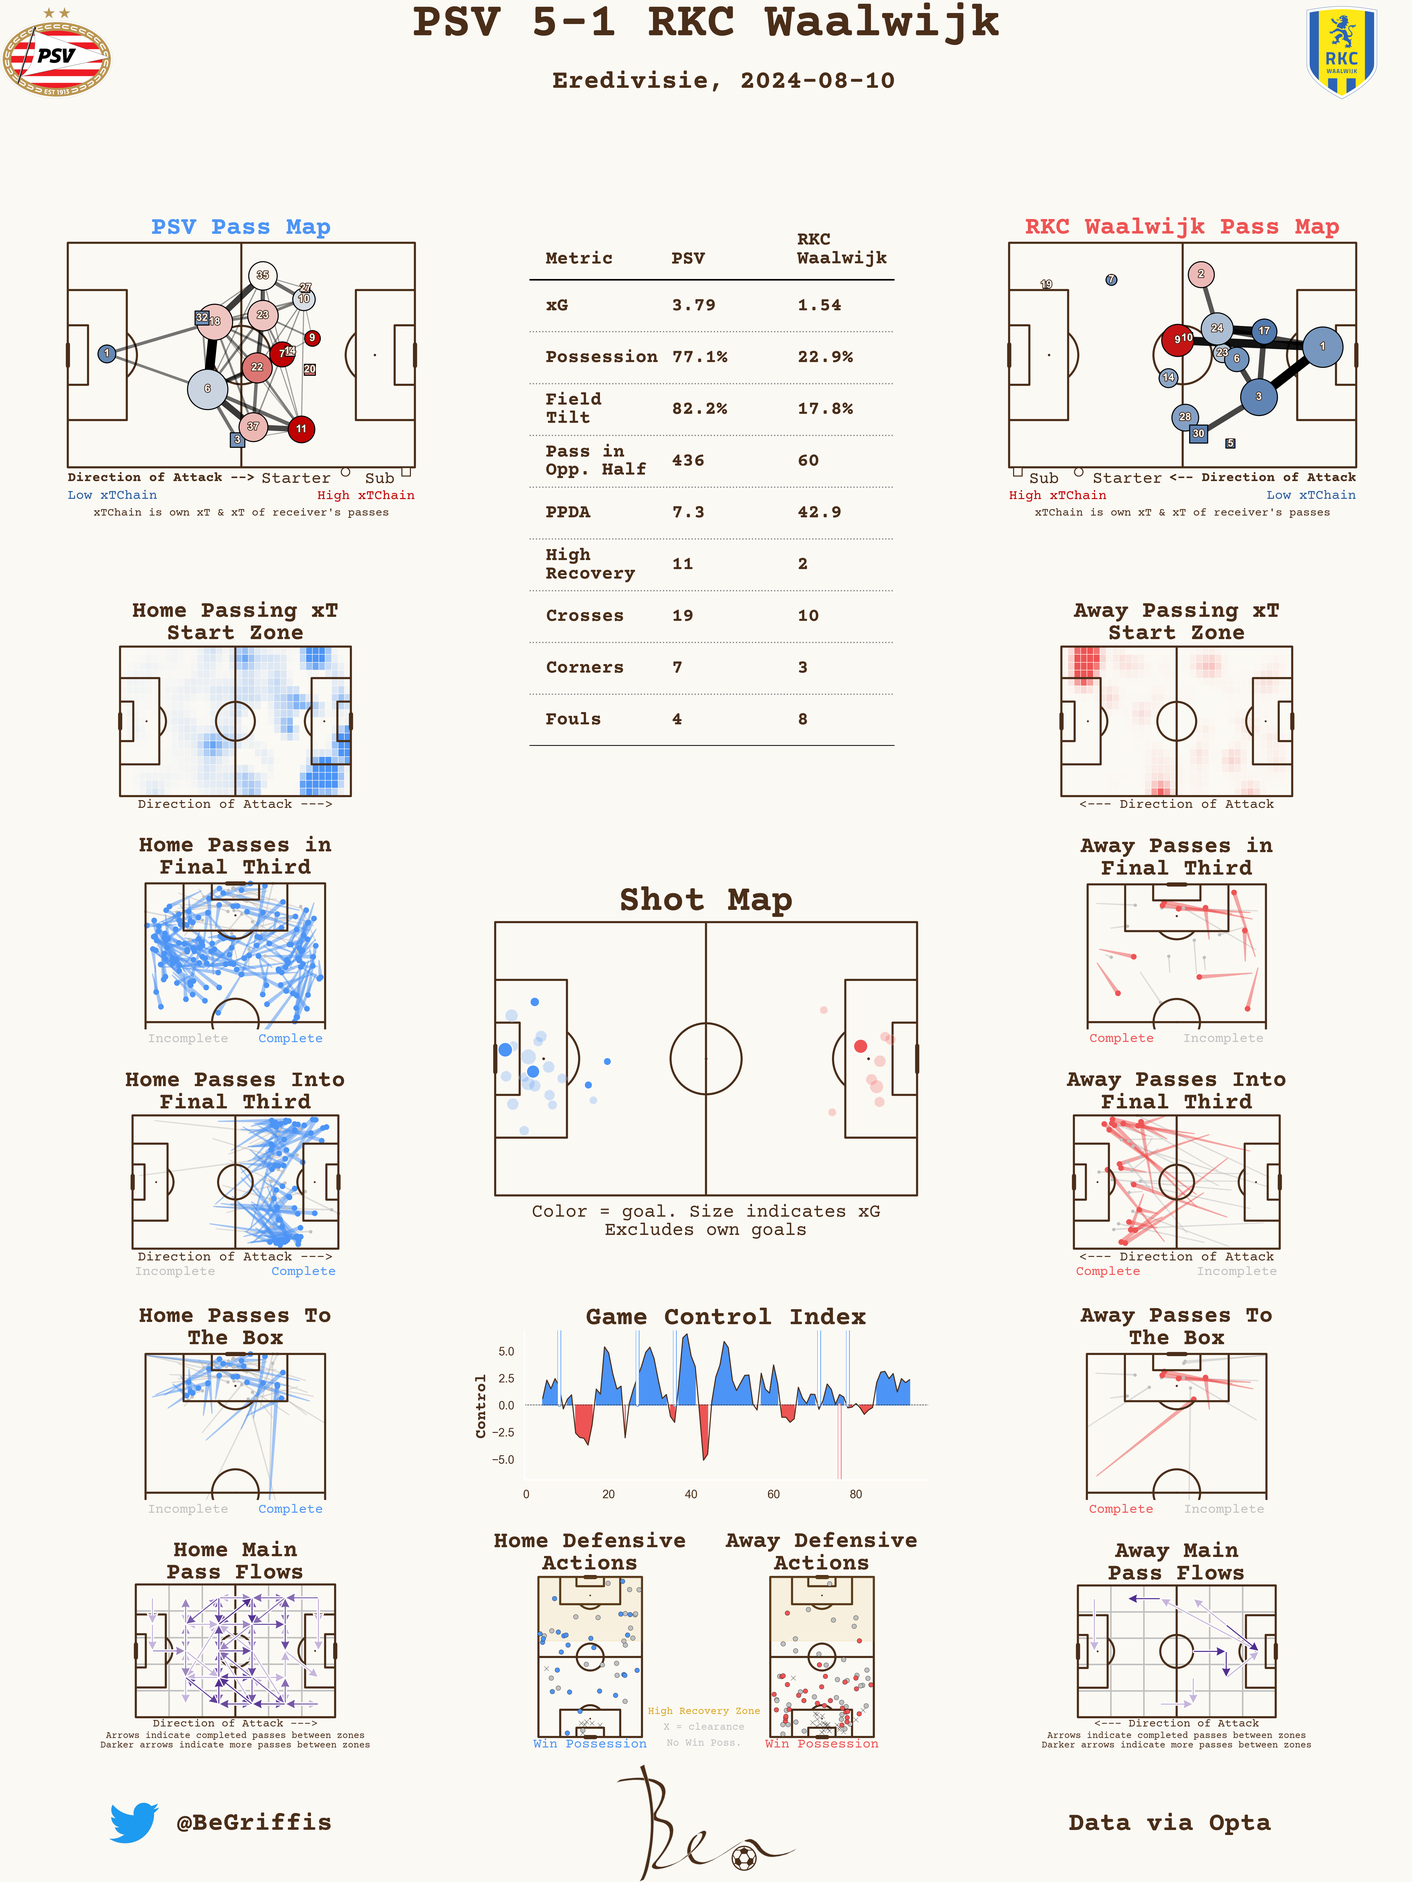 PSV 5-1 RKC Waalwijk
Eredivisie, 2024-08-10
PSV
EST 1913
RKC
WAALWIJK
PSV Pass Map
35
27
10
32
18
23
9
1
7
14
22
20
6
37
11
3
Direction of Attack --> Starter Sub
Low xTChain High xTChain
xTChain is own xT & xT of receiver's passes
Metric PSV RKC Waalwijk
xG 3.79 1.54
Possession 77.1% 22.9%
Field Tilt 82.2% 17.8%
Pass in Opp. Half 436 60
PPDA 7.3 42.9
High Recovery 11 2
Crosses 19 10
Corners 7 3
Fouls 4 8
RKC Waalwijk Pass Map
19
7
2
24
17
9
10
23
6
1
14
3
28
30
5
Sub Starter <-- Direction of Attack
High xTChain Low xTChain
xTChain is own xT & xT of receiver's passes
Home Passing xT
Start Zone
Direction of Attack --->
Away Passing xT
Start Zone
<--- Direction of Attack
Home Passes in
Final Third
Incomplete Complete
Away Passes in
Final Third
Complete Incomplete
Shot Map
Color = goal. Size indicates xG
Excludes own goals
Home Passes Into
Final Third
Direction of Attack --->
Incomplete Complete
Away Passes Into
Final Third
<--- Direction of Attack
Complete Incomplete
Home Passes To
The Box
Incomplete Complete
Game Control Index
Control
5.0
2.5
0.0
−2.5
−5.0
0 20 40 60 80
Away Passes To
The Box
Complete Incomplete
Home Main
Pass Flows
Direction of Attack --->
Arrows indicate completed passes between zones
Darker arrows indicate more passes between zones
Home Defensive
Actions
Win Possession
High Recovery Zone
X = clearance
No Win Poss.
Away Defensive
Actions
Win Possession
Away Main
Pass Flows
<--- Direction of Attack
Arrows indicate completed passes between zones
Darker arrows indicate more passes between zones
@BeGriffis
Ben
Data via Opta